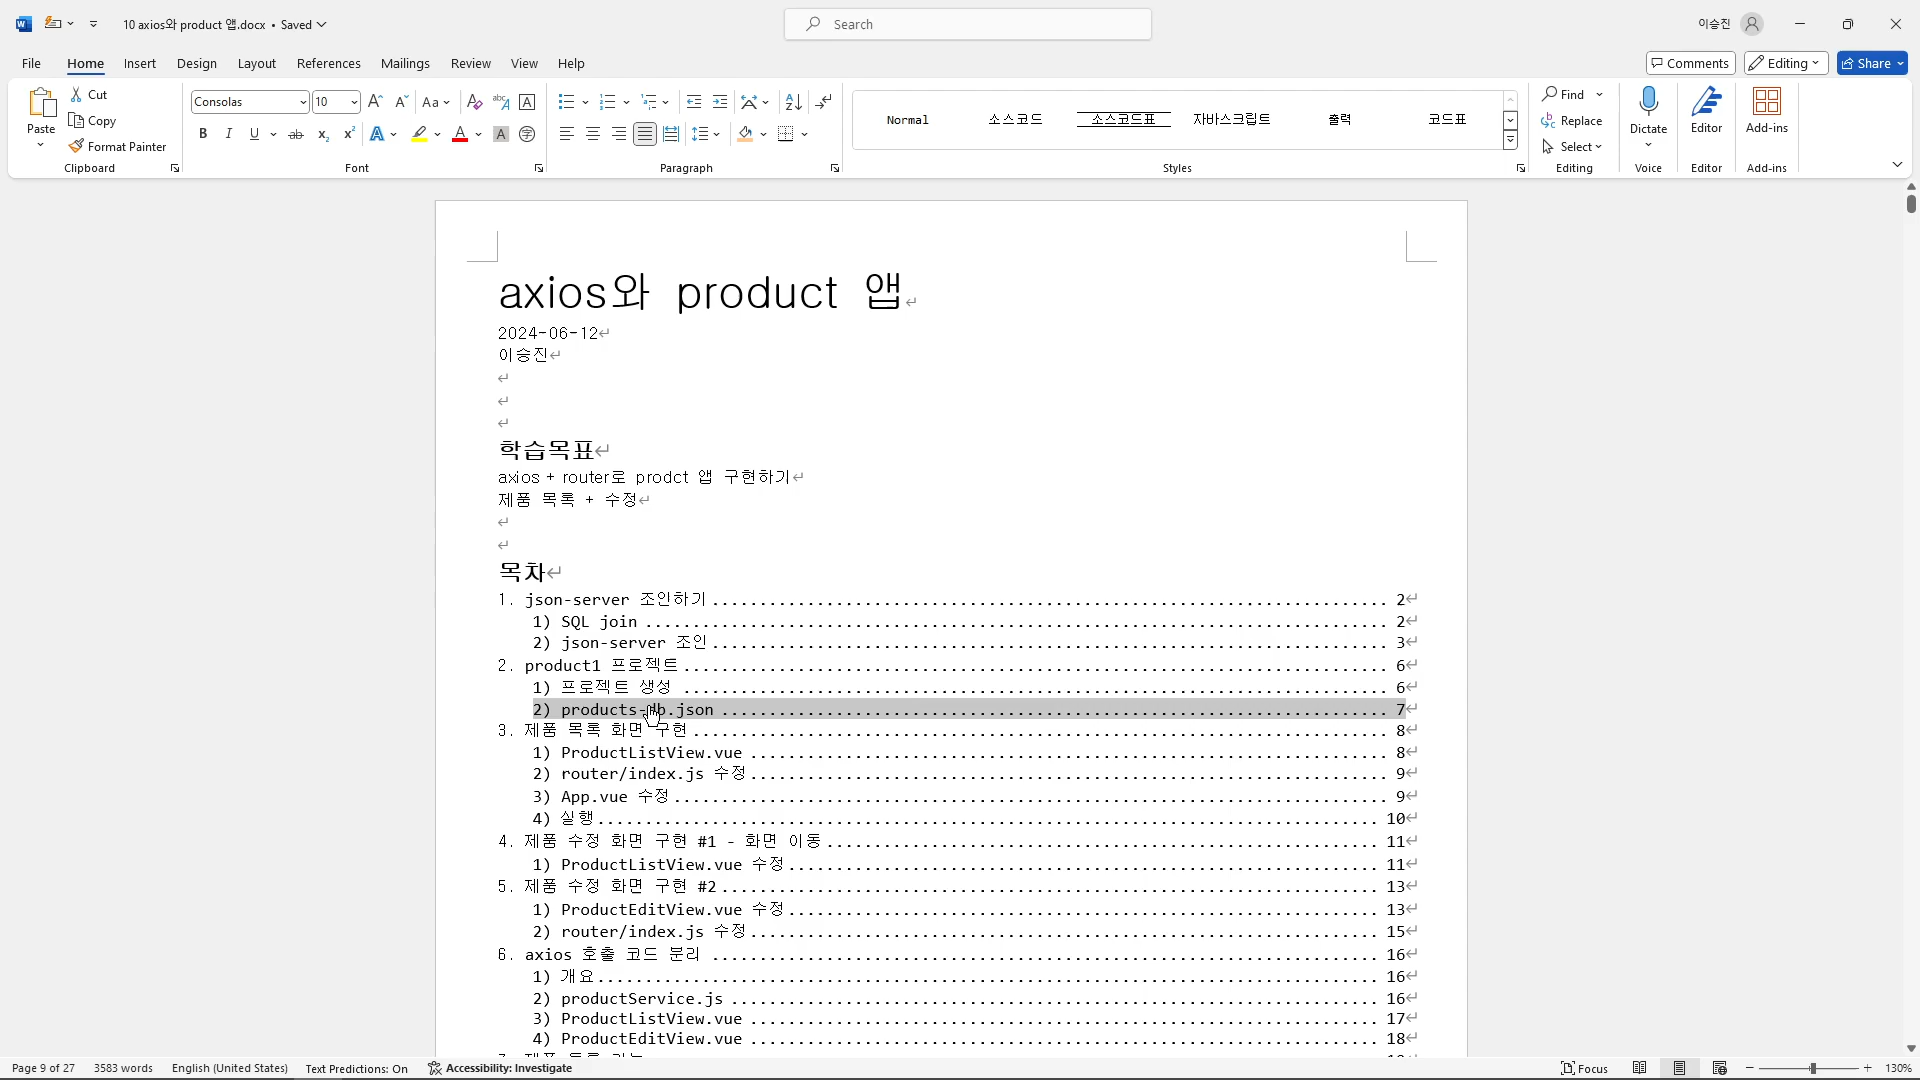 10 axios와 product 앱.docx • Saved
Search
이승진
File Home Insert Design Layout References Mailings Review View Help
Comments Editing Share
Paste
Cut
Copy
Format Painter
Clipboard
Consolas 10
Font
Paragraph
Normal 소스코드 소스코드표 자바스크립트 출력 코드표
Styles
Find
Replace
Select
Editing
Dictate
Voice
Editor
Editor
Add-ins
Add-ins
axios와 product 앱
2024-06-12
이승진
학습목표
axios + router로 prodct 앱 구현하기
제품 목록 + 수정
목차
1. json-server 조인하기 2
1) SQL join 2
2) json-server 조인 3
2. product1 프로젝트 6
1) 프로젝트 생성 6
2) products-db.json 7
3. 제품 목록 화면 구현 8
1) ProductListView.vue 8
2) router/index.js 수정 9
3) App.vue 수정 9
4) 실행 10
4. 제품 수정 화면 구현 #1 - 화면 이동 11
1) ProductListView.vue 수정 11
5. 제품 수정 화면 구현 #2 13
1) ProductEditView.vue 수정 13
2) router/index.js 수정 15
6. axios 호출 코드 분리 16
1) 개요 16
2) productService.js 16
3) ProductListView.vue 17
4) ProductEditView.vue 18
Page 9 of 27 3583 words English (United States) Text Predictions: On Accessibility: Investigate Focus 130%